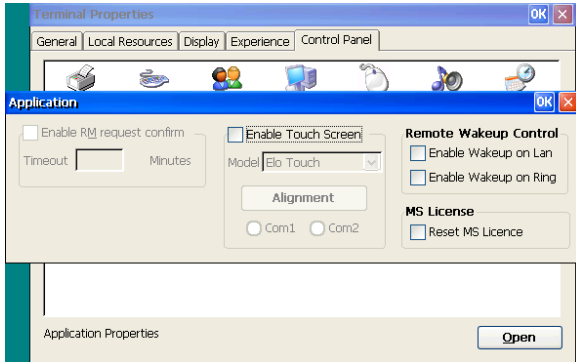 Terminal Properties OK
General Local Resources Display Experience Control Panel
Application OK
Enable RM request confirm
Timeout Minutes
Enable Touch Screen
Model Elo Touch
Alignment
Com1 Com2
Remote Wakeup Control
Enable Wakeup on Lan
Enable Wakeup on Ring
MS License
Reset MS Licence
Application Properties
Open